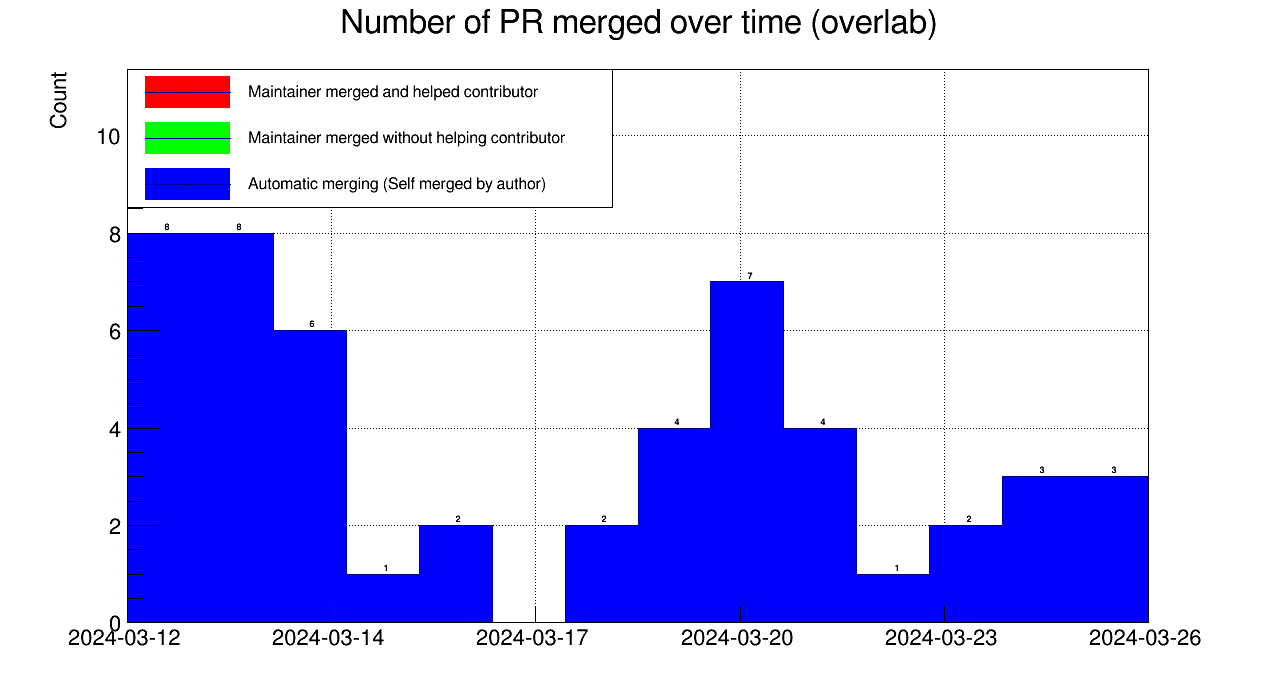 Number of PR merged over time (overlab)
Count
Maintainer merged and helped contributor
Maintainer merged without helping contributor
Automatic merging (Self merged by author)
10
8
6
4
2
0
8 8 6 1 2 2 4 7 4 1 2 3 3
2024-03-12 2024-03-14 2024-03-17 2024-03-20 2024-03-23 2024-03-26